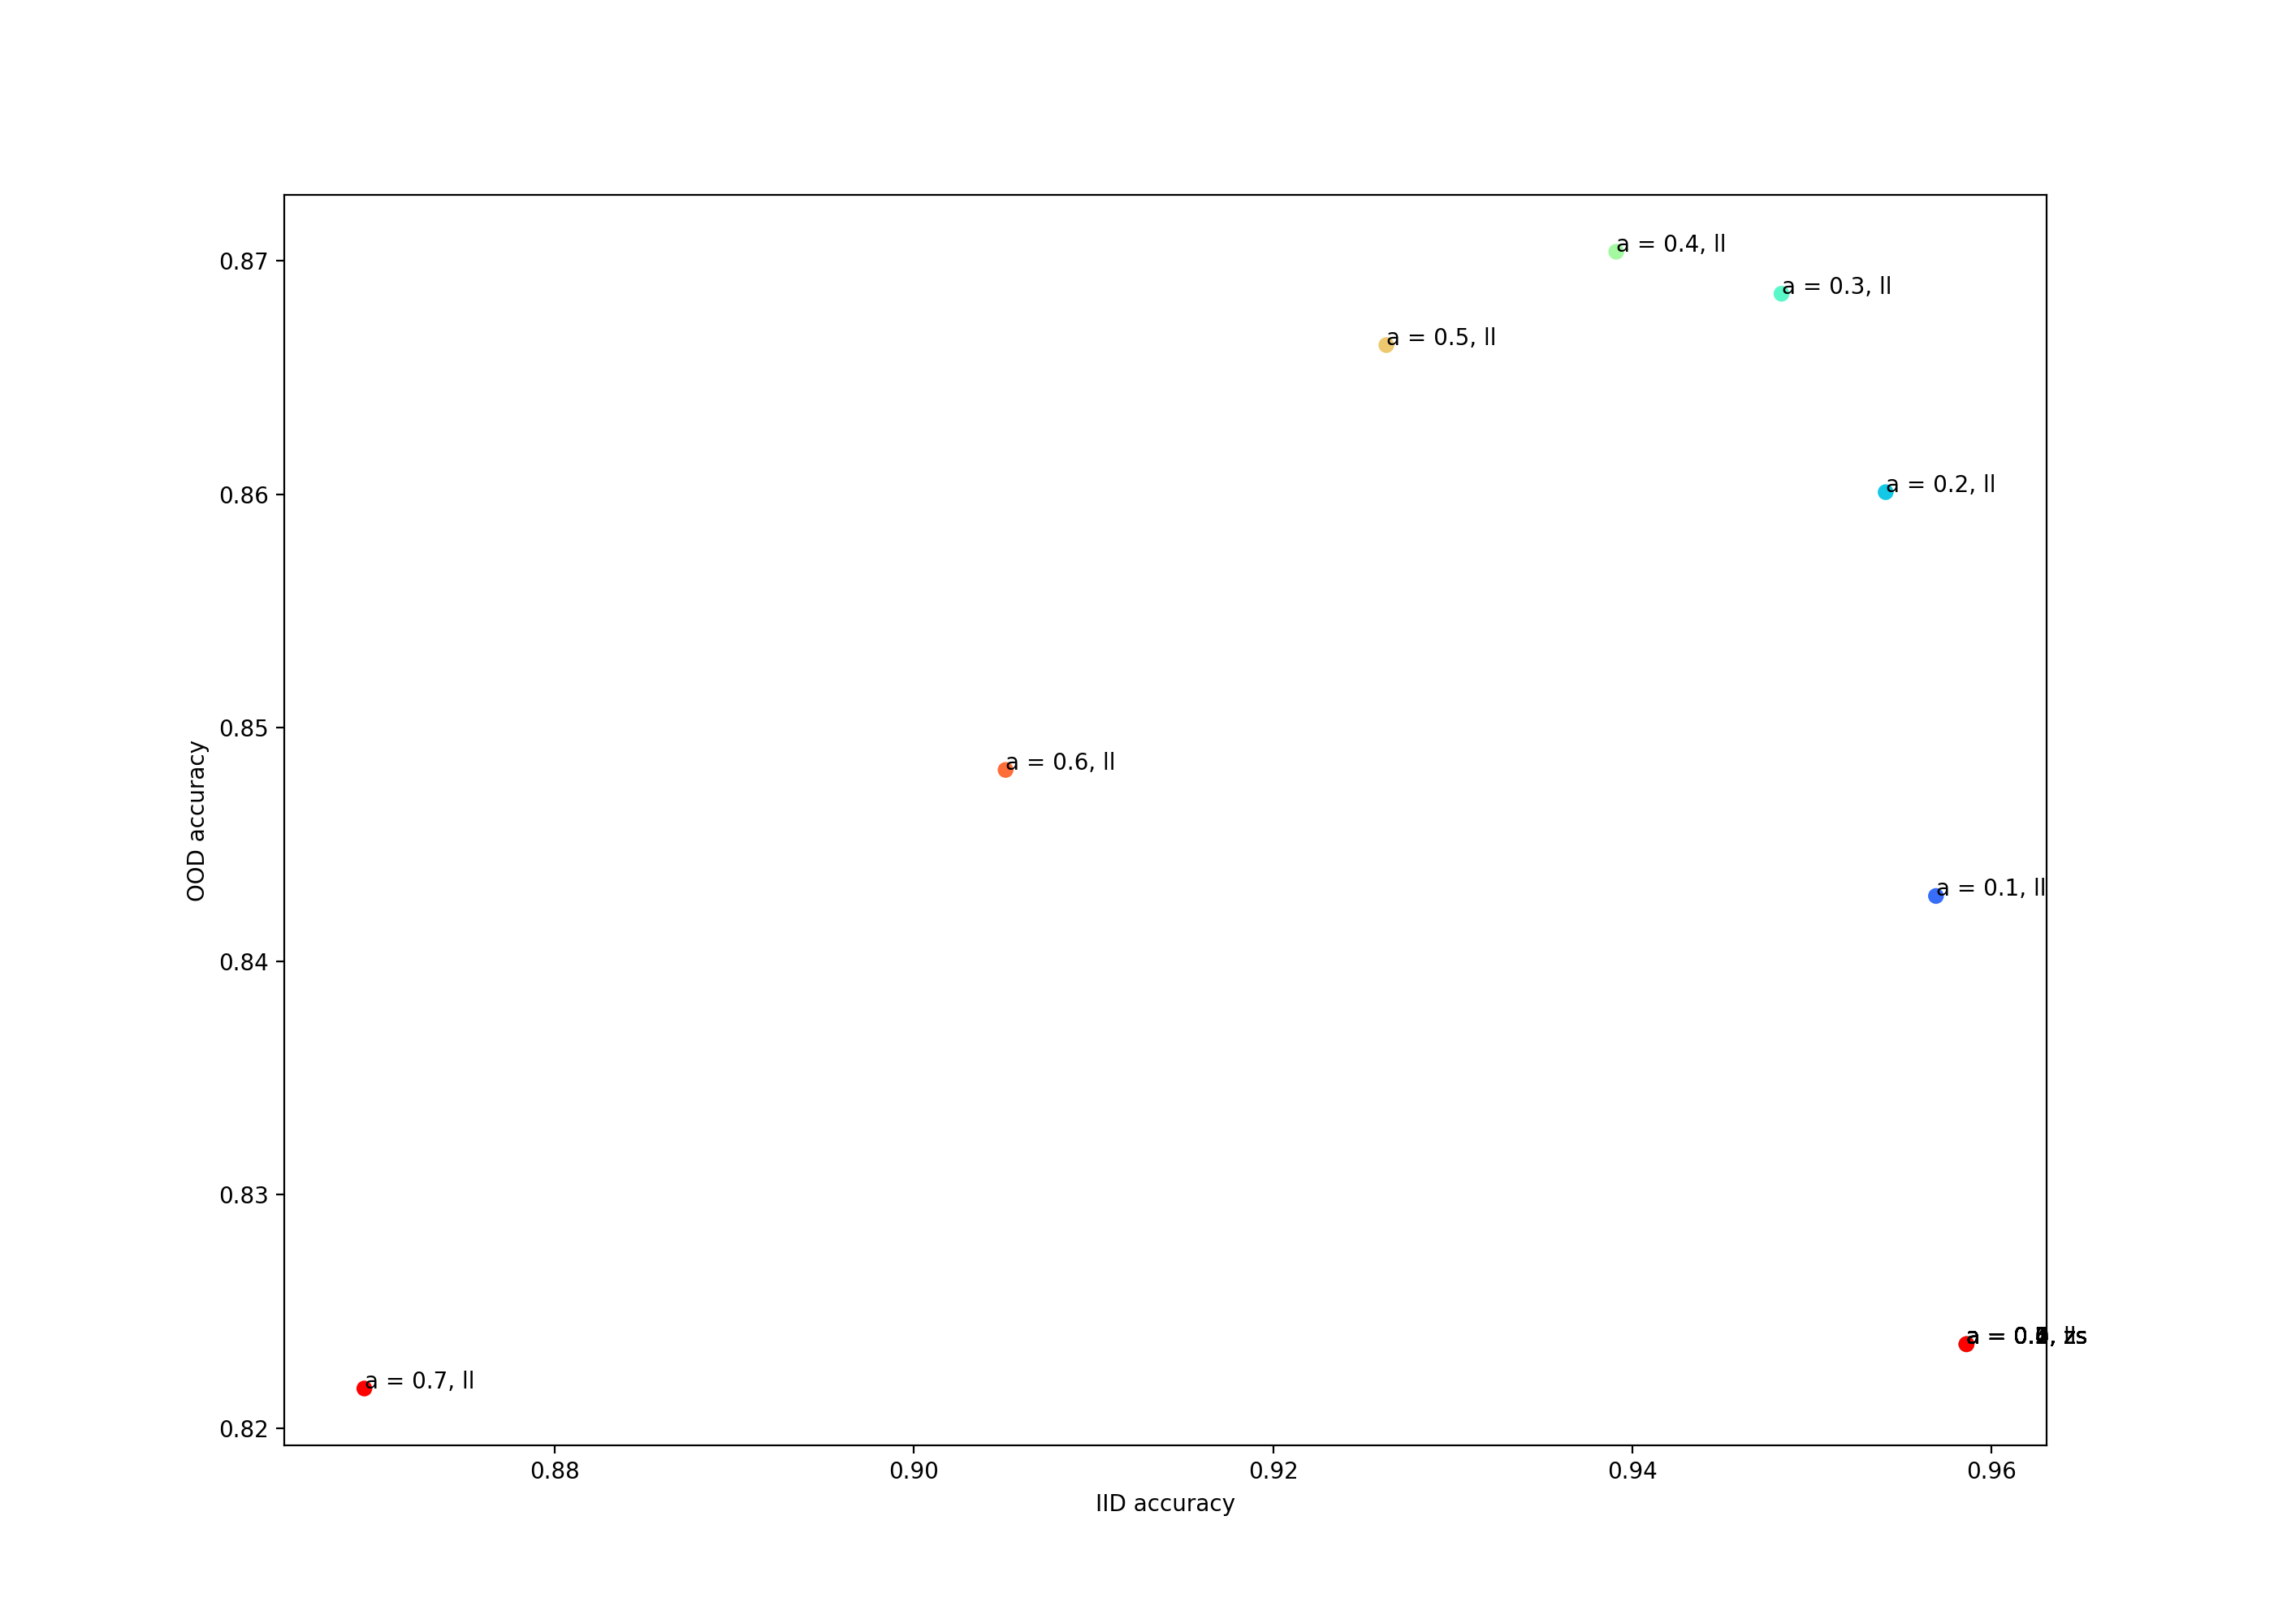 0.87
0.86
0.85
0.84
0.83
0.82
OOD accuracy
a = 0.4, ll
a = 0.3, ll
a = 0.5, ll
a = 0.2, ll
a = 0.6, ll
a = 0.1, ll
a = 0.7, ll
0.88
0.90
0.92
0.94
0.96
IID accuracy